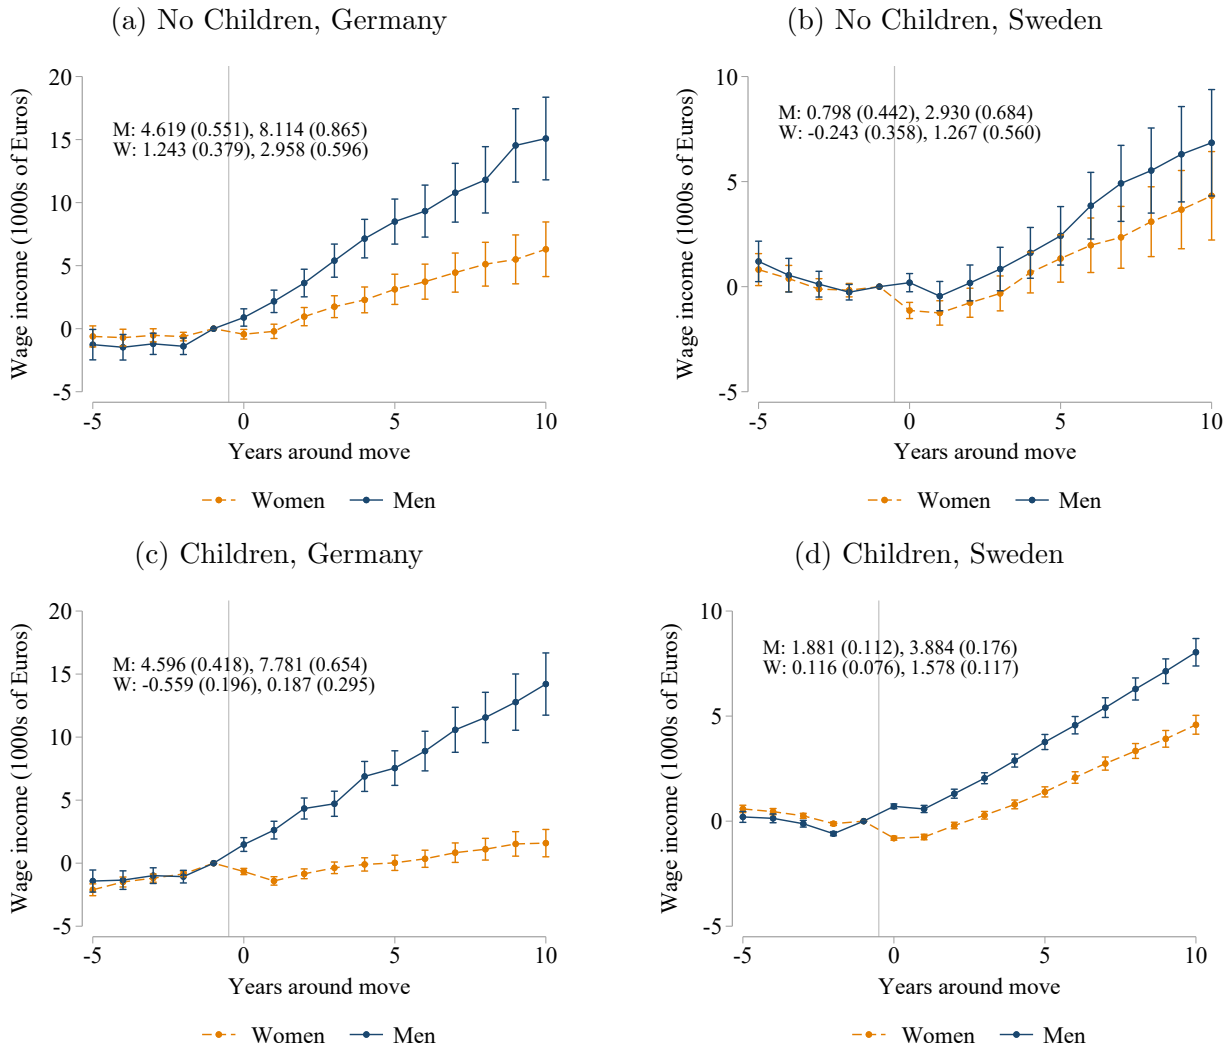 (a) No Children, Germany
Wage income (1000s of Euros)
20
15
10
5
0
-5
M: 4.619 (0.551), 8.114 (0.865)
W: 1.243 (0.379), 2.958 (0.596)
-5
0
5
10
Years around move
Women
Men
(b) No Children, Sweden
Wage income (1000s of Euros)
10
5
0
-5
M: 0.798 (0.442), 2.930 (0.684)
W: -0.243 (0.358), 1.267 (0.560)
-5
0
5
10
Years around move
Women
Men
(c) Children, Germany
Wage income (1000s of Euros)
20
15
10
5
0
-5
M: 4.596 (0.418), 7.781 (0.654)
W: -0.559 (0.196), 0.187 (0.295)
-5
0
5
10
Years around move
Women
Men
(d) Children, Sweden
Wage income (1000s of Euros)
10
5
0
-5
M: 1.881 (0.112), 3.884 (0.176)
W: 0.116 (0.076), 1.578 (0.117)
-5
0
5
10
Years around move
Women
Men